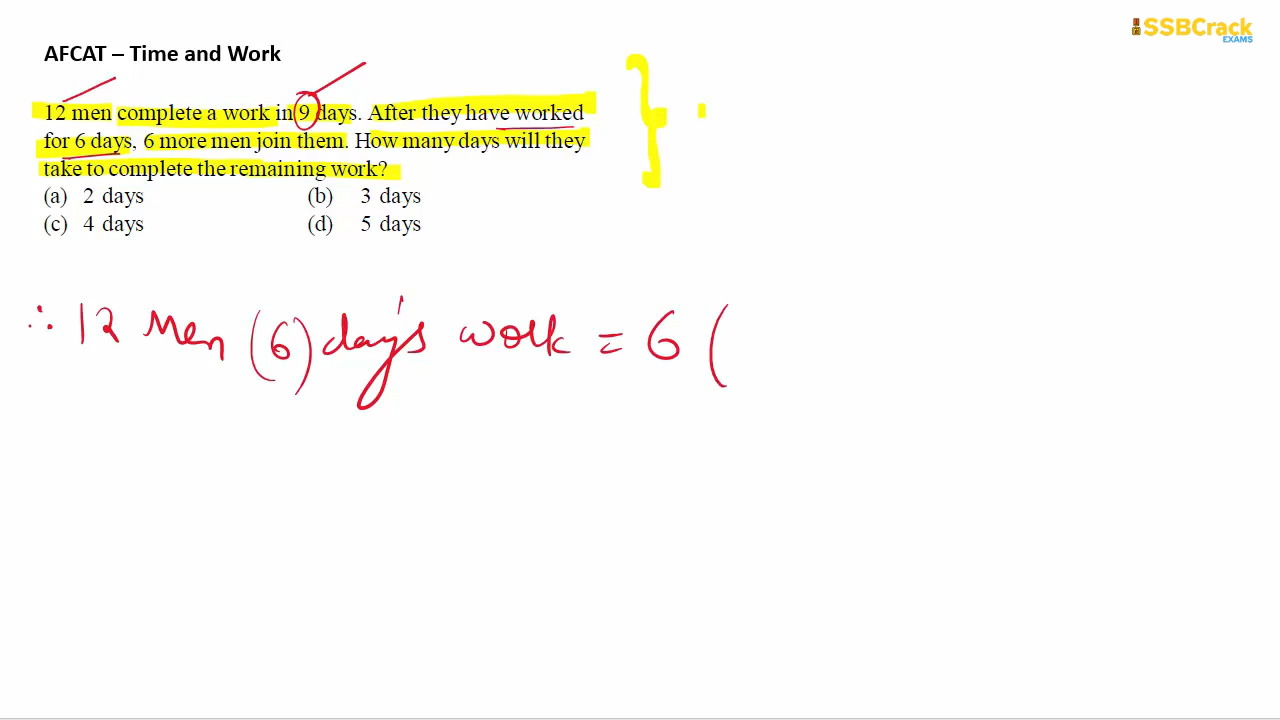 SSBCrack
EXAMS
AFCAT – Time and Work
12 men complete a work in 9 days. After they have worked
for 6 days, 6 more men join them. How many days will they
take to complete the remaining work?
(a) 2 days (b) 3 days
(c) 4 days (d) 5 days
∴ 12 Men (6) day's work = 6 (